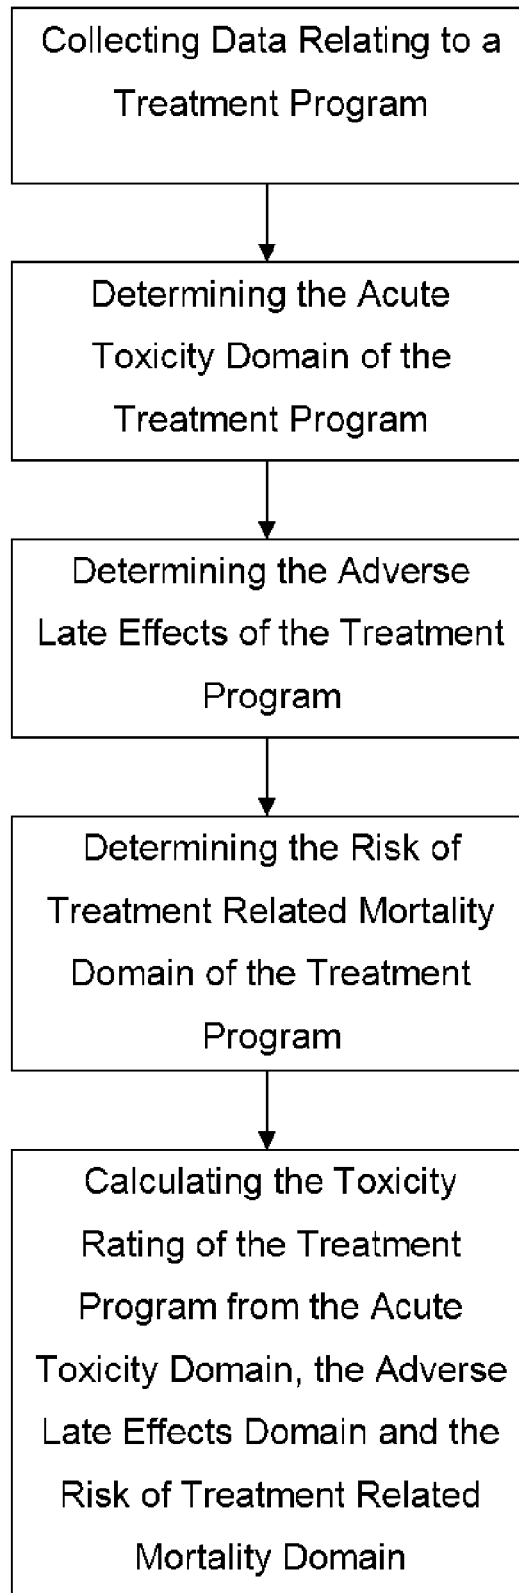 Collecting Data Relating to a
Treatment Program
Determining the Acute
Toxicity Domain of the
Treatment Program
Determining the Adverse
Late Effects of the Treatment
Program
Determining the Risk of
Treatment Related Mortality
Domain of the Treatment
Program
Calculating the Toxicity
Rating of the Treatment
Program from the Acute
Toxicity Domain, the Adverse
Late Effects Domain and the
Risk of Treatment Related
Mortality Domain